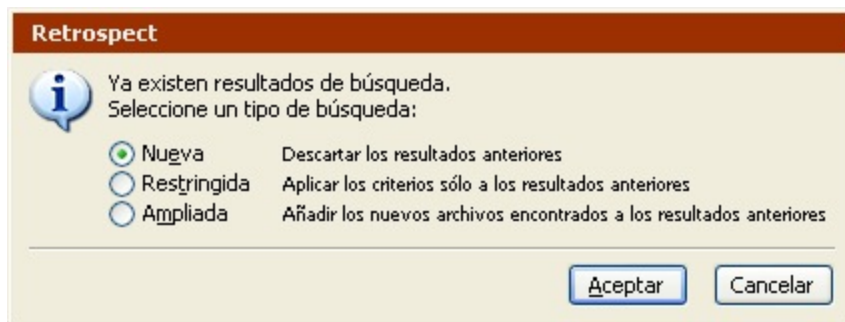 Retrospect
Ya existen resultados de búsqueda.
Seleccione un tipo de búsqueda:
Nueva Descartar los resultados anteriores
Restringida Aplicar los criterios sólo a los resultados anteriores
Ampliada Añadir los nuevos archivos encontrados a los resultados anteriores
Aceptar Cancelar